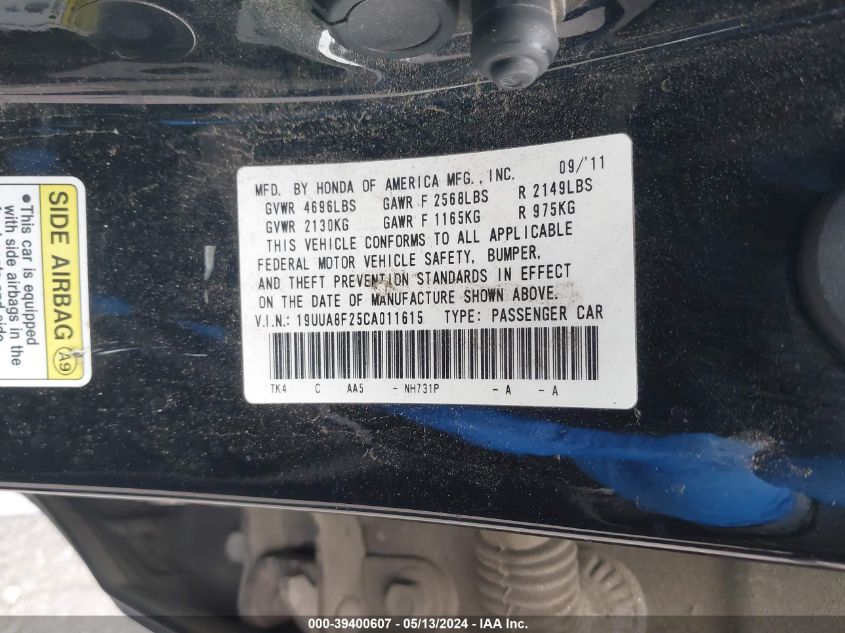 MFD. BY HONDA OF AMERICA MFG., INC. 09/'11
GVWR 4696LBS GAWR F 2568LBS R 2149LBS
GVWR 2130KG GAWR F 1165KG R 975KG
THIS VEHICLE CONFORMS TO ALL APPLICABLE
FEDERAL MOTOR VEHICLE SAFETY, BUMPER,
AND THEFT PREVENTION STANDARDS IN EFFECT
ON THE DATE OF MANUFACTURE SHOWN ABOVE.
V.I.N.: 19UUA8F25CA011615 TYPE: PASSENGER CAR
TK4 C AA5 - NH731P - A - A
SIDE AIRBAG A9
•This car is equipped
with side airbags in the
000-39400607 - 05/13/2024 - IAA Inc.